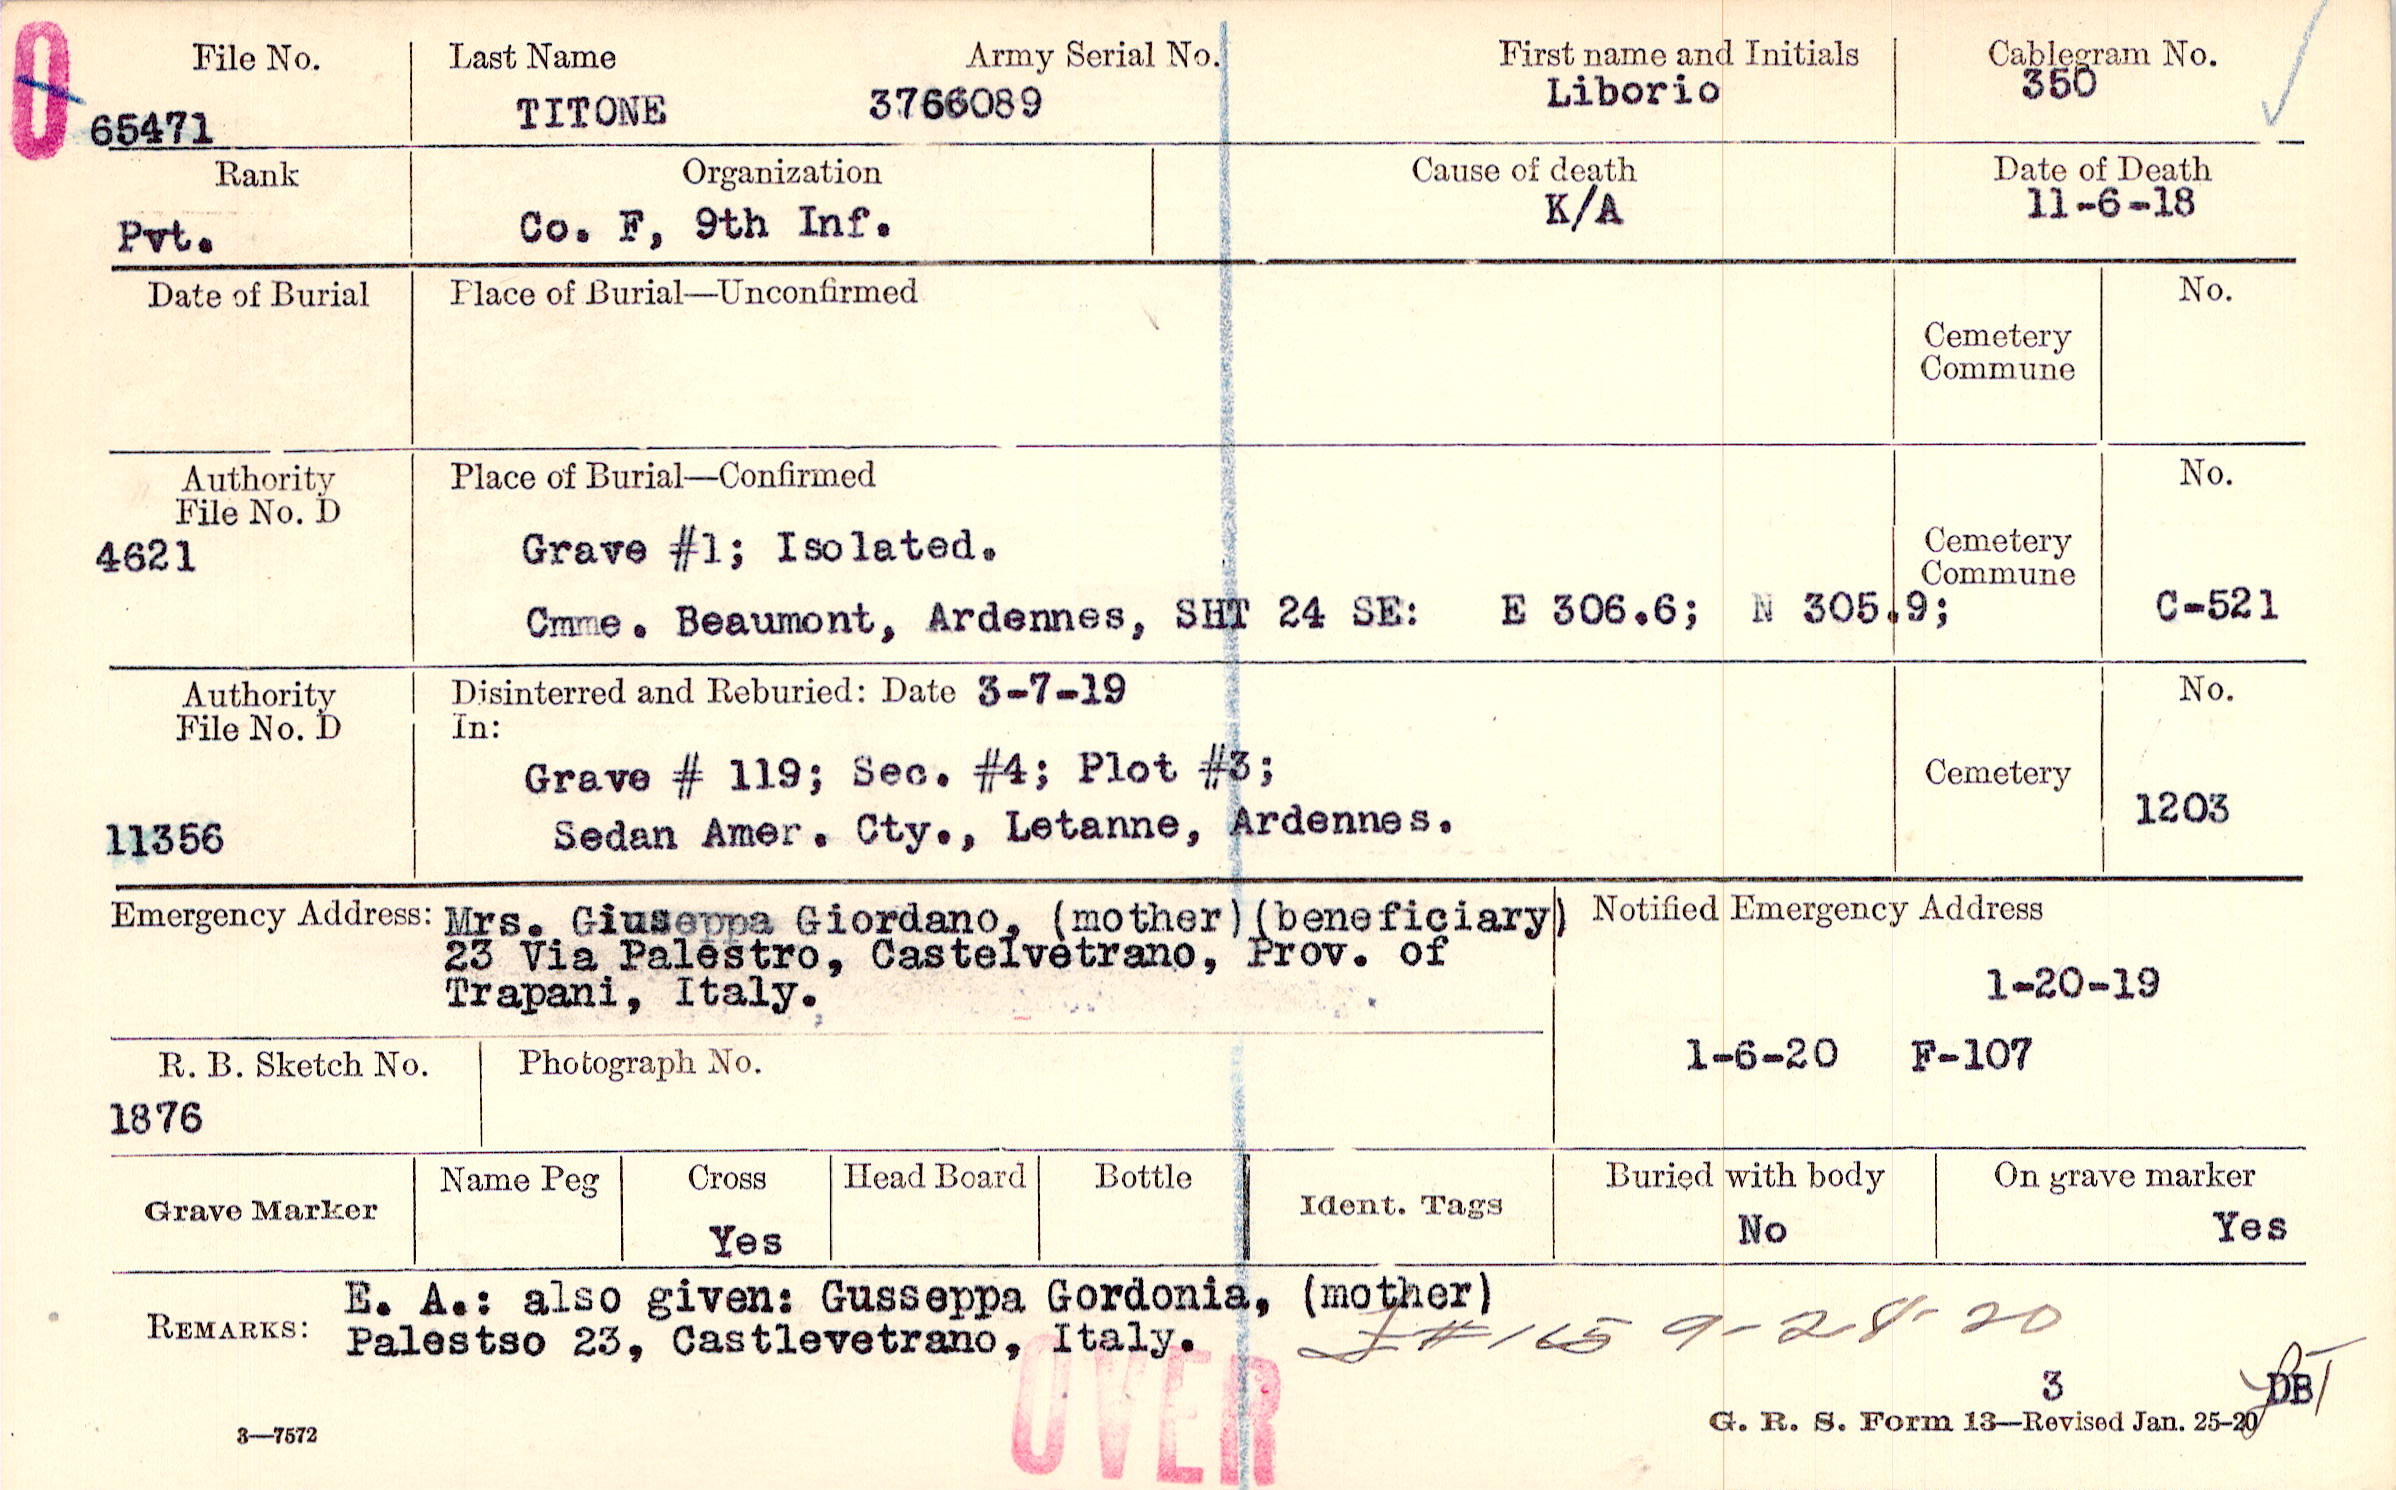 O
File No. Last Name Army Serial No. First name and Initials Cablegram No.
65471 TITONE 3766089 Liborio 350
Rank Organization Cause of death Date of Death
Pvt. Co. F, 9th Inf. K/A 11-6-18
Date of Burial Place of Burial—Unconfirmed No.
Cemetery
Commune
Authority Place of Burial—Confirmed No.
File No. D
4621 Grave #1; Isolated. Cemetery
Commune
Cmme. Beaumont, Ardennes, SHT 24 SE: E 306.6; N 305.9; C-521
Authority Disinterred and Reburied: Date 3-7-19 No.
File No. D In:
Grave # 119; Sec. #4; Plot #3; Cemetery
11356 Sedan Amer. Cty., Letanne, Ardennes. 1203
Emergency Address: Mrs. Giuseppa Giordano, (mother)(beneficiary) Notified Emergency Address
23 Via Palestro, Castelvetrano, Prov. of
Trapani, Italy. 1-20-19
R. B. Sketch No. Photograph No. 1-6-20 F-107
1876
Grave Marker Name Peg Cross Head Board Bottle Ident. Tags Buried with body On grave marker
Yes No Yes
REMARKS: E. A.: also given: Gusseppa Gordonia, (mother)
Palestso 23, Castlevetrano, Italy. # 165 9-28-20
OVER
3 DB
3—7572 G. R. S. Form 13—Revised Jan. 25-20